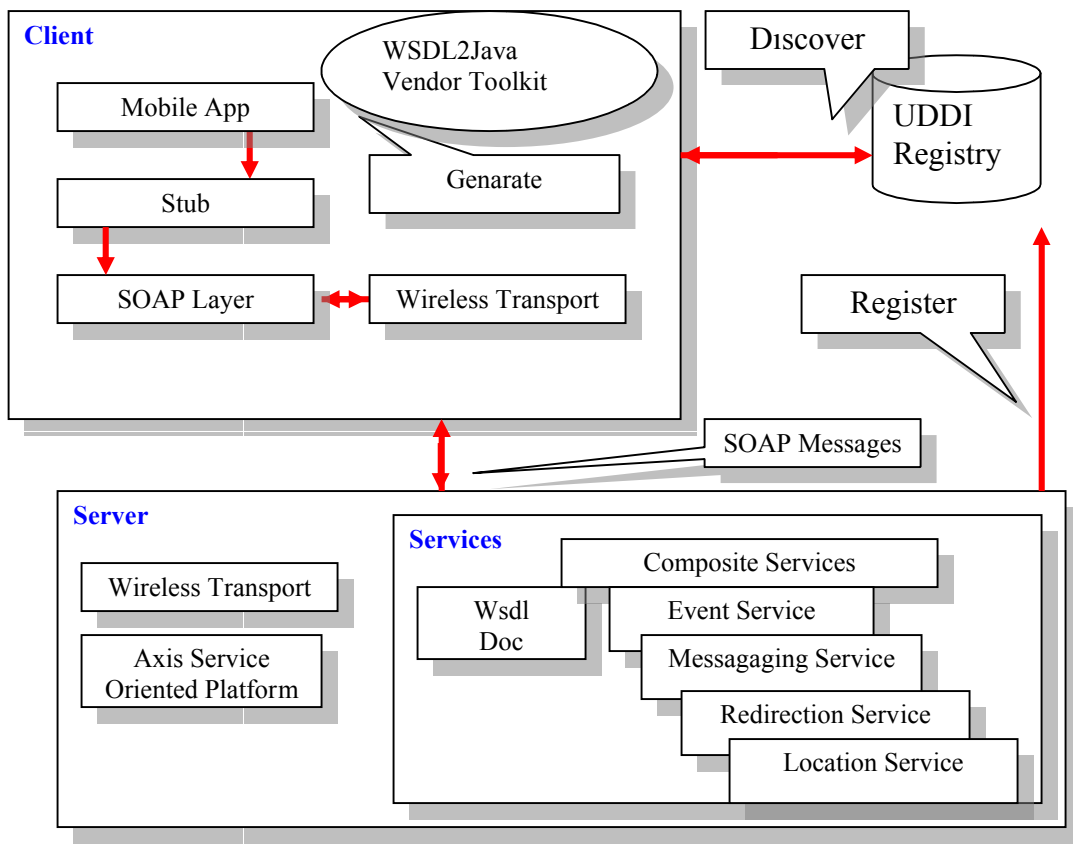 Client
WSDL2Java
Vendor Toolkit
Dıscover
Mobile App
UDDI
Registry
Genarate
Stub
SOAP Layer
Wireless Transport
Register
SOAP Messages
Server
Services
Composite Services
Wireless Transport
Wsdl
Doc
Event Service
Axis Service
Oriented Platform
Messagaging Service
Redirection Service
Location Service